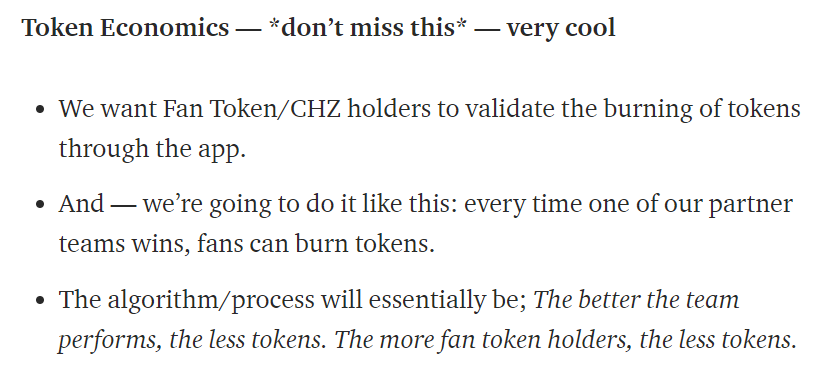 Token Economics — *don’t miss this* — very cool
• We want Fan Token/CHZ holders to validate the burning of tokens
through the app.
• And — we’re going to do it like this: every time one of our partner
teams wins, fans can burn tokens.
• The algorithm/process will essentially be; The better the team
performs, the less tokens. The more fan token holders, the less tokens.